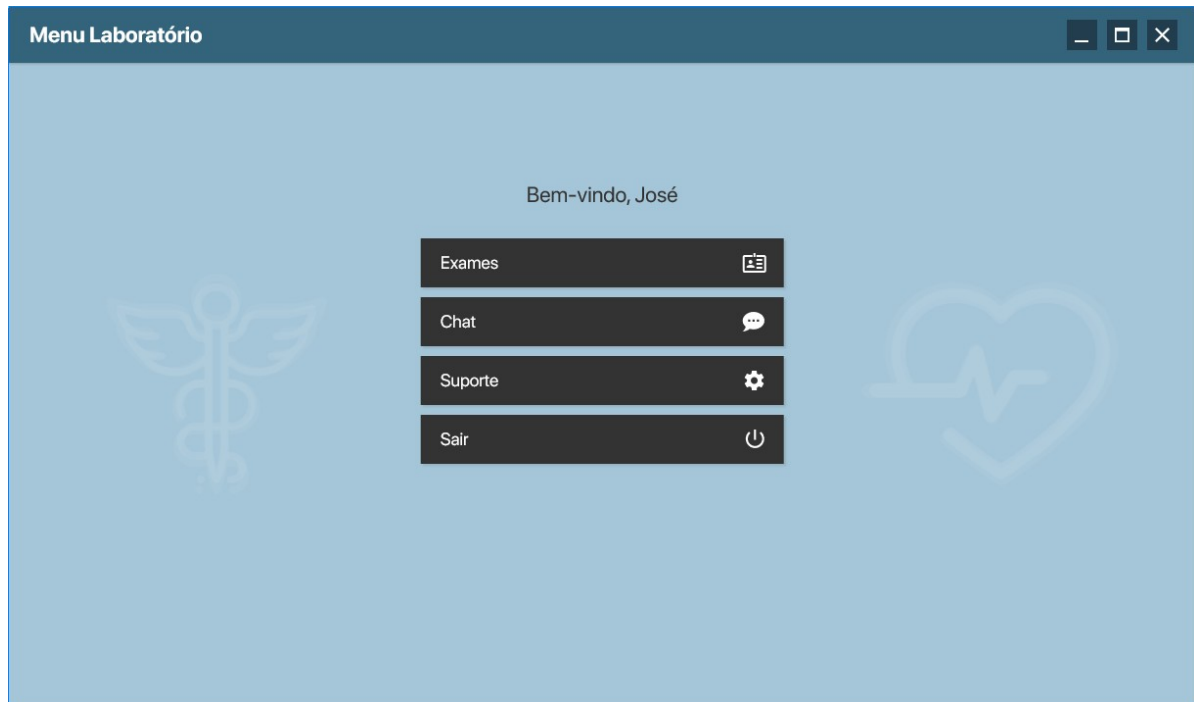 Menu Laboratório
Bem-vindo, José
Exames
Chat
Suporte
Sair